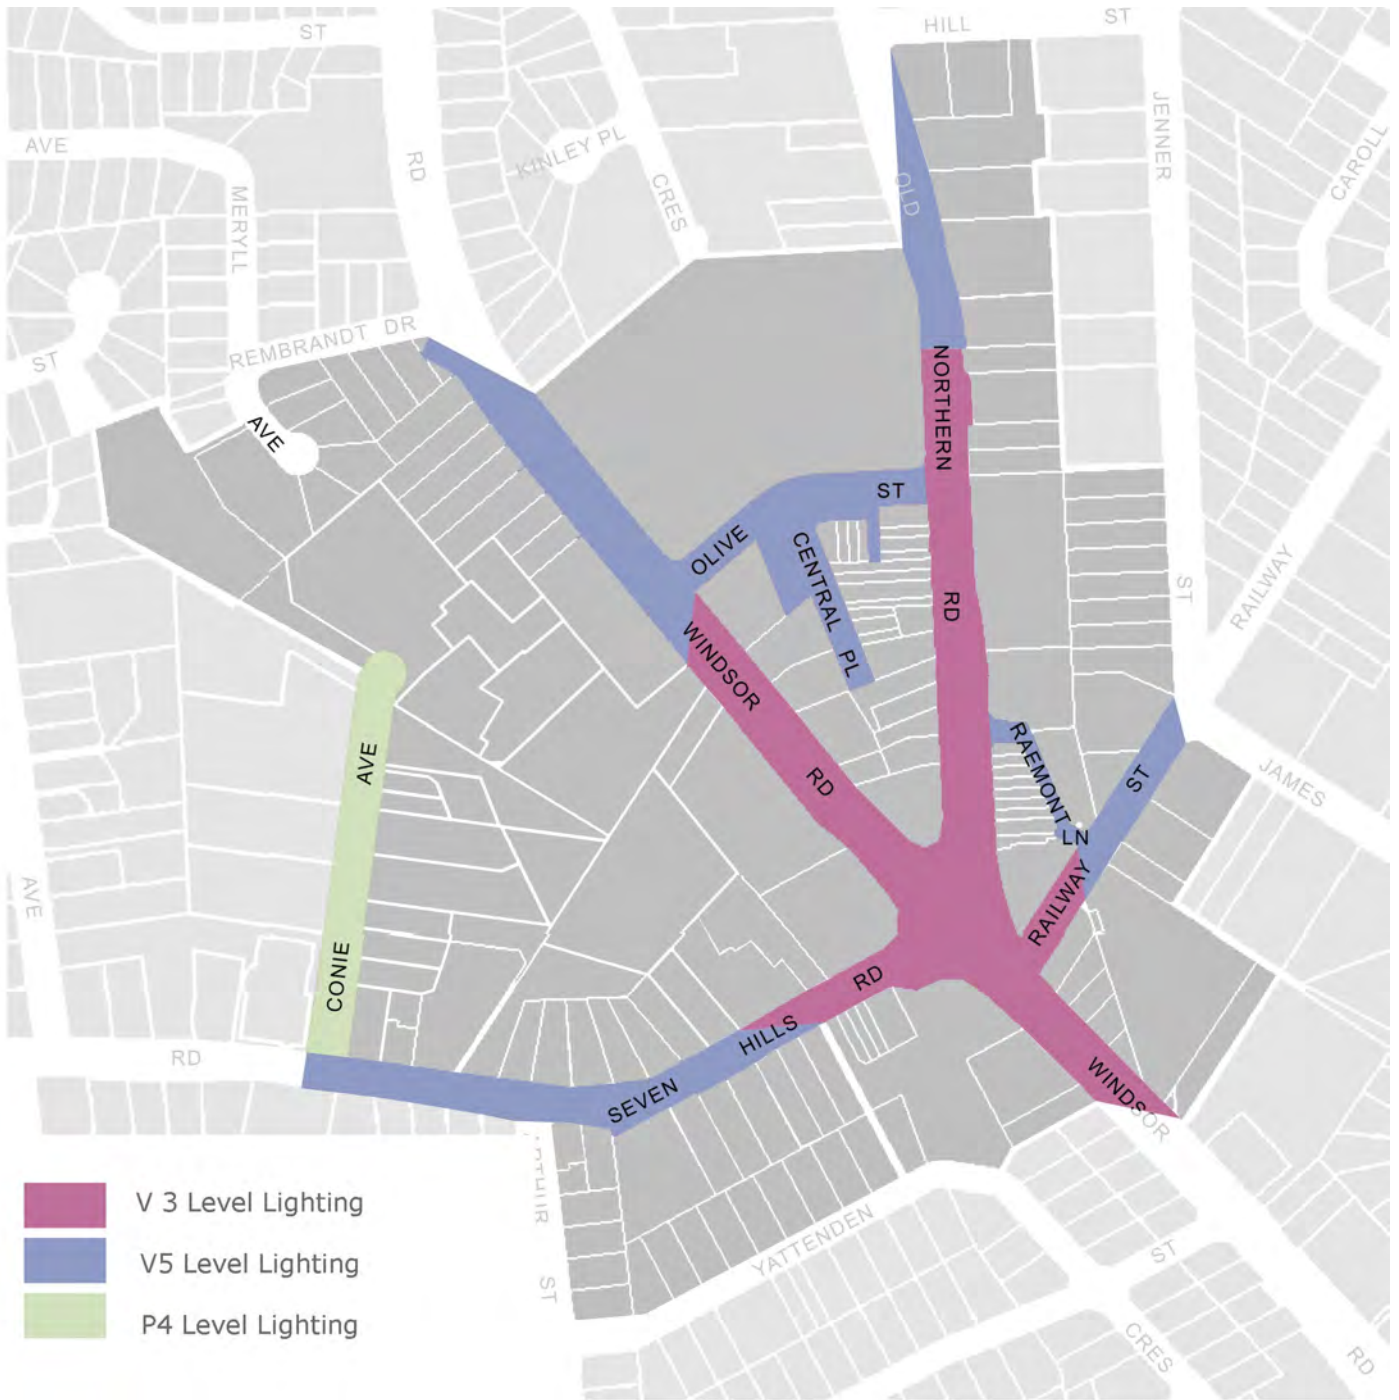 HILL
ST
ST
JENNER
AVE
RD
KINLEY PL
CAROLL
MERYLL
CRES
OLD
REMBRANDT DR
ST
NORTHERN
AVE
ST
OLIVE
CENTRAL
PL
RD
ST
RAILWAY
WINDSOR
RD
RAEMONT
LN
ST
JAMES
AVE
AVE
RAILWAY
CONIE
RD
HILLS
SEVEN
RD
WINDSOR
ST
YATTENDEN
ST
CRES
RD
V 3 Level Lighting
V5 Level Lighting
P4 Level Lighting